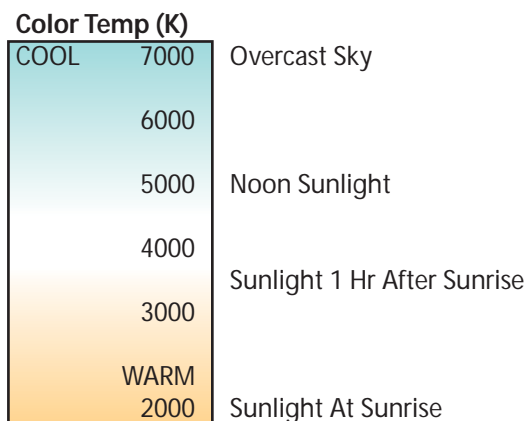 Color Temp (K)
COOL 7000 Overcast Sky
6000
5000 Noon Sunlight
4000
Sunlight 1 Hr After Sunrise
3000
WARM
2000 Sunlight At Sunrise